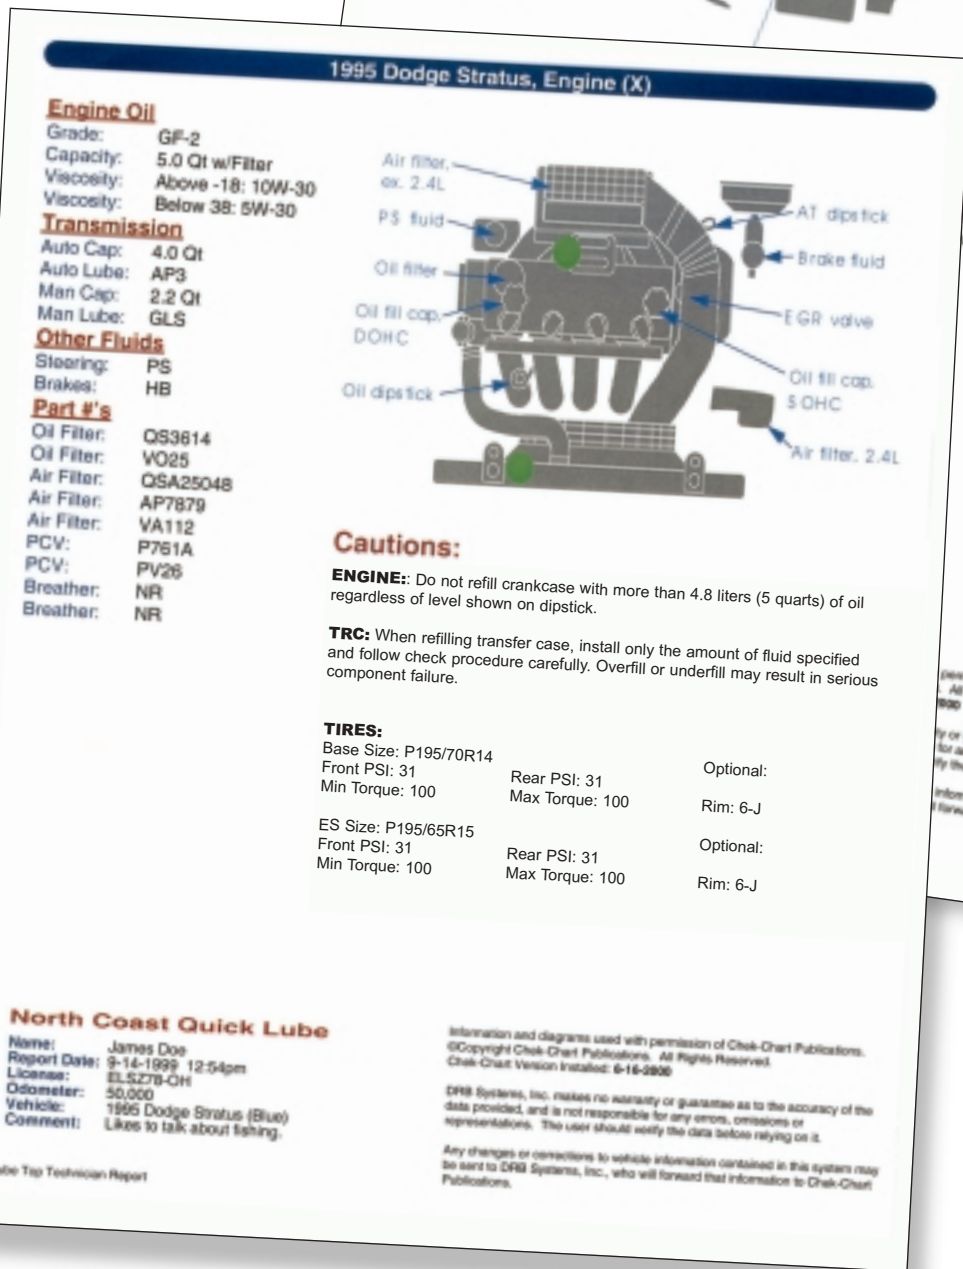 1995 Dodge Stratus, Engine (X)
Engine Oil
Grade: GF-2
Capacity: 5.0 Qt w/Filter
Viscosity: Above -18: 10W-30
Viscosity: Below 38: 5W-30
Transmission
Auto Cap: 4.0 Qt
Auto Lube: AP3
Man Cap: 2.2 Qt
Man Lube: GLS
Other Fluids
Steering: PS
Brakes: HB
Part #'s
Oil Filter: QS3614
Oil Filter: VO25
Air Filter: QSA25048
Air Filter: AP7879
Air Filter: VA112
PCV: P761A
PCV: PV26
Breather: NR
Breather: NR
Air filter,
ex. 2.4L
PS fluid
Oil filter
Oil fill cap,
DOHC
Oil dipstick
AT dipstick
Brake fluid
EGR valve
Oil fill cap,
SOHC
Air filter, 2.4L
Cautions:
ENGINE:: Do not refill crankcase with more than 4.8 liters (5 quarts) of oil
regardless of level shown on dipstick.
TRC: When refilling transfer case, install only the amount of fluid specified
and follow check procedure carefully. Overfill or underfill may result in serious
component failure.
TIRES:
Base Size: P195/70R14 Optional:
Front PSI: 31 Rear PSI: 31
Min Torque: 100 Max Torque: 100 Rim: 6-J
ES Size: P195/65R15 Optional:
Front PSI: 31 Rear PSI: 31
Min Torque: 100 Max Torque: 100 Rim: 6-J
North Coast Quick Lube
Name: James Doe
Report Date: 9-14-1999 12:54pm
License: ELSZ78-OH
Odometer: 50,000
Vehicle: 1995 Dodge Stratus (Blue)
Comment: Likes to talk about fishing.
Top Technician Report
Information and diagrams used with permission of Chek-Chart Publications.
©Copyright Chek-Chart Publications. All Rights Reserved.
Chek-Chart Version Installed: 6-16-2800
DRB Systems, Inc. makes no warranty or guarantee as to the accuracy of the
data provided, and is not responsible for any errors, omissions or
representations. The user should verify the data before relying on it.
Any changes or corrections to vehicle information contained in this system may
be sent to DRB Systems, Inc., who will forward that information to Chek-Chart
Publications.